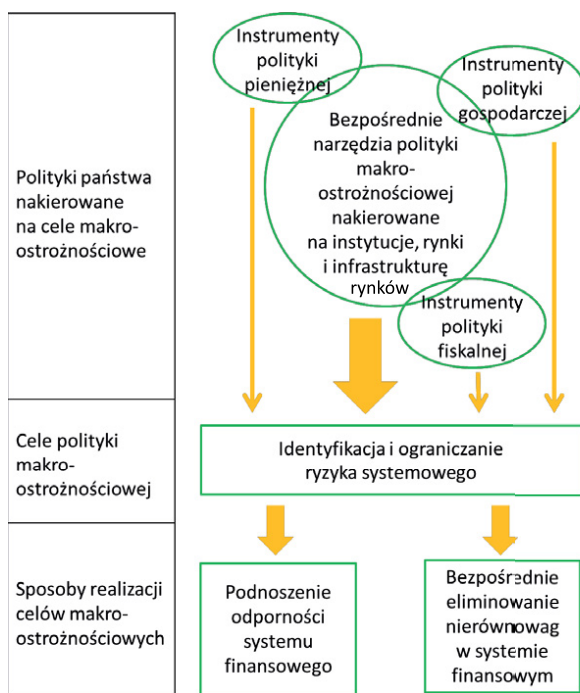 Polityki państwa
nakierowane
na cele makro-
ostrożnościowe
Instrumenty
polityki
pieniężnej
Instrumenty
polityki
gospodarczej
Bezpośrednie
narzędzia polityki
makro-
ostrożnościowej
nakierowane
na instytucje, rynki
i infrastrukturę
rynków
Instrumenty
polityki
fiskalnej
Cele polityki
makro-
ostrożnościowej
Identyfikacja i ograniczanie
ryzyka systemowego
Sposoby realizacji
celów makro-
ostrożnościowych
Podnoszenie
odporności
systemu
finansowego
Bezpośrednie
eliminowanie
nierównowag
w systemie
finansowym